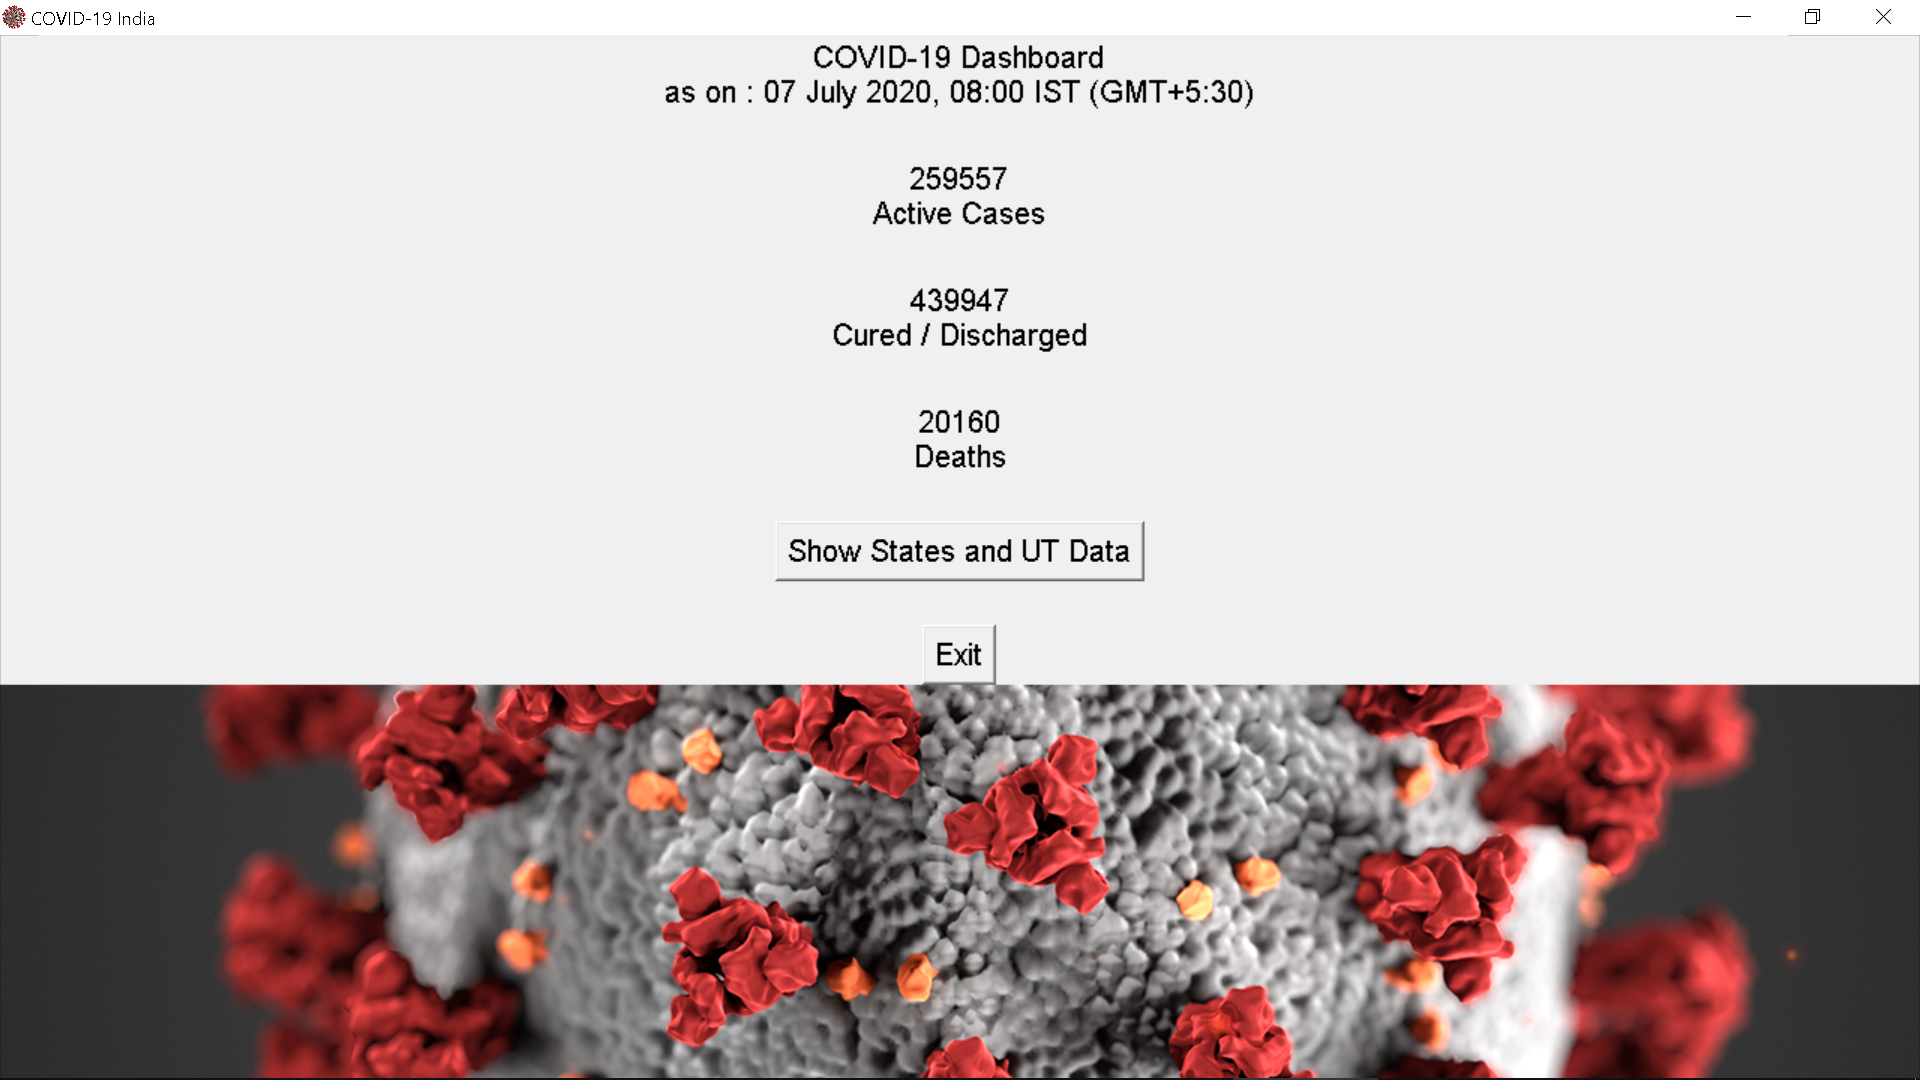 COVID-19 India
COVID-19 Dashboard
as on : 07 July 2020, 08:00 IST (GMT+5:30)
259557
Active Cases
439947
Cured / Discharged
20160
Deaths
Show States and UT Data
Exit